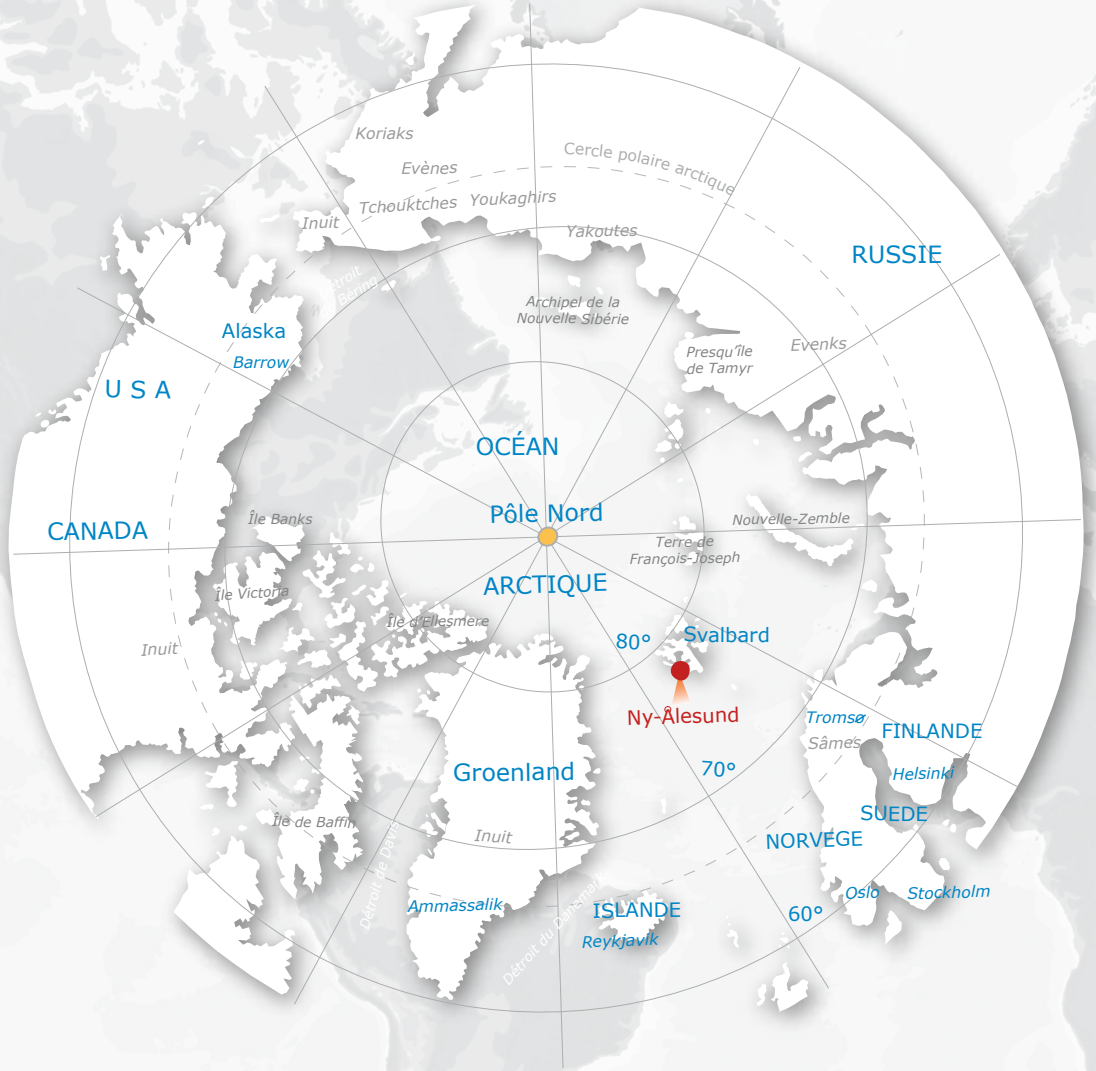 Koriaks
Evènes
Cercle polaire arctique
Tchouktches
Youkaghirs
Inuit
Yakoutes
RUSSIE
Détroit
de Béring
Archipel de la
Nouvelle Sibérie
Alaska
Barrow
Evenks
Presqu'île
de Tamyr
U S A
OCÉAN
Pôle Nord
CANADA
Île Banks
Nouvelle-Zemble
Terre de
François-Joseph
ARCTIQUE
Île Victoria
Île d'Ellesmere
80°
Svalbard
Inuit
Ny-Ålesund
Tromsø
Sâmes
FINLANDE
Groenland
70°
Helsinki
Île de Baffin
Inuit
SUEDE
NORVEGE
Détroit de Davis
Ammassalik
Détroit du Danemark
ISLANDE
Reykjavik
60°
Oslo
Stockholm